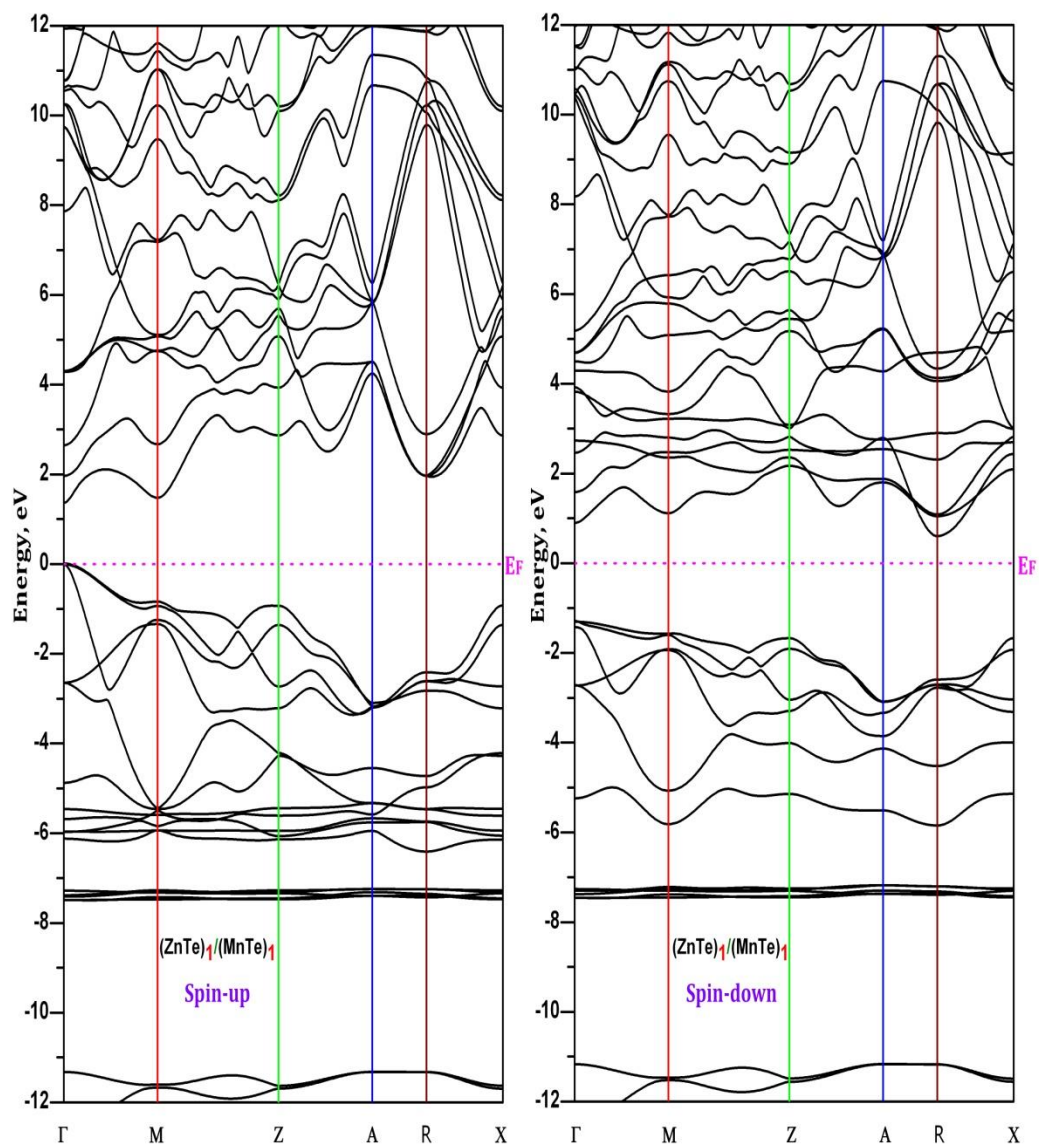 12
10
8
6
4
2
0
-2
-4
-6
-8
-10
-12
Energy, eV
EF
(ZnTe)1/(MnTe)1
Spin-up
Γ M Z A R X
12
10
8
6
4
2
0
-2
-4
-6
-8
-10
-12
Energy, eV
EF
(ZnTe)1/(MnTe)1
Spin-down
Γ M Z A R X